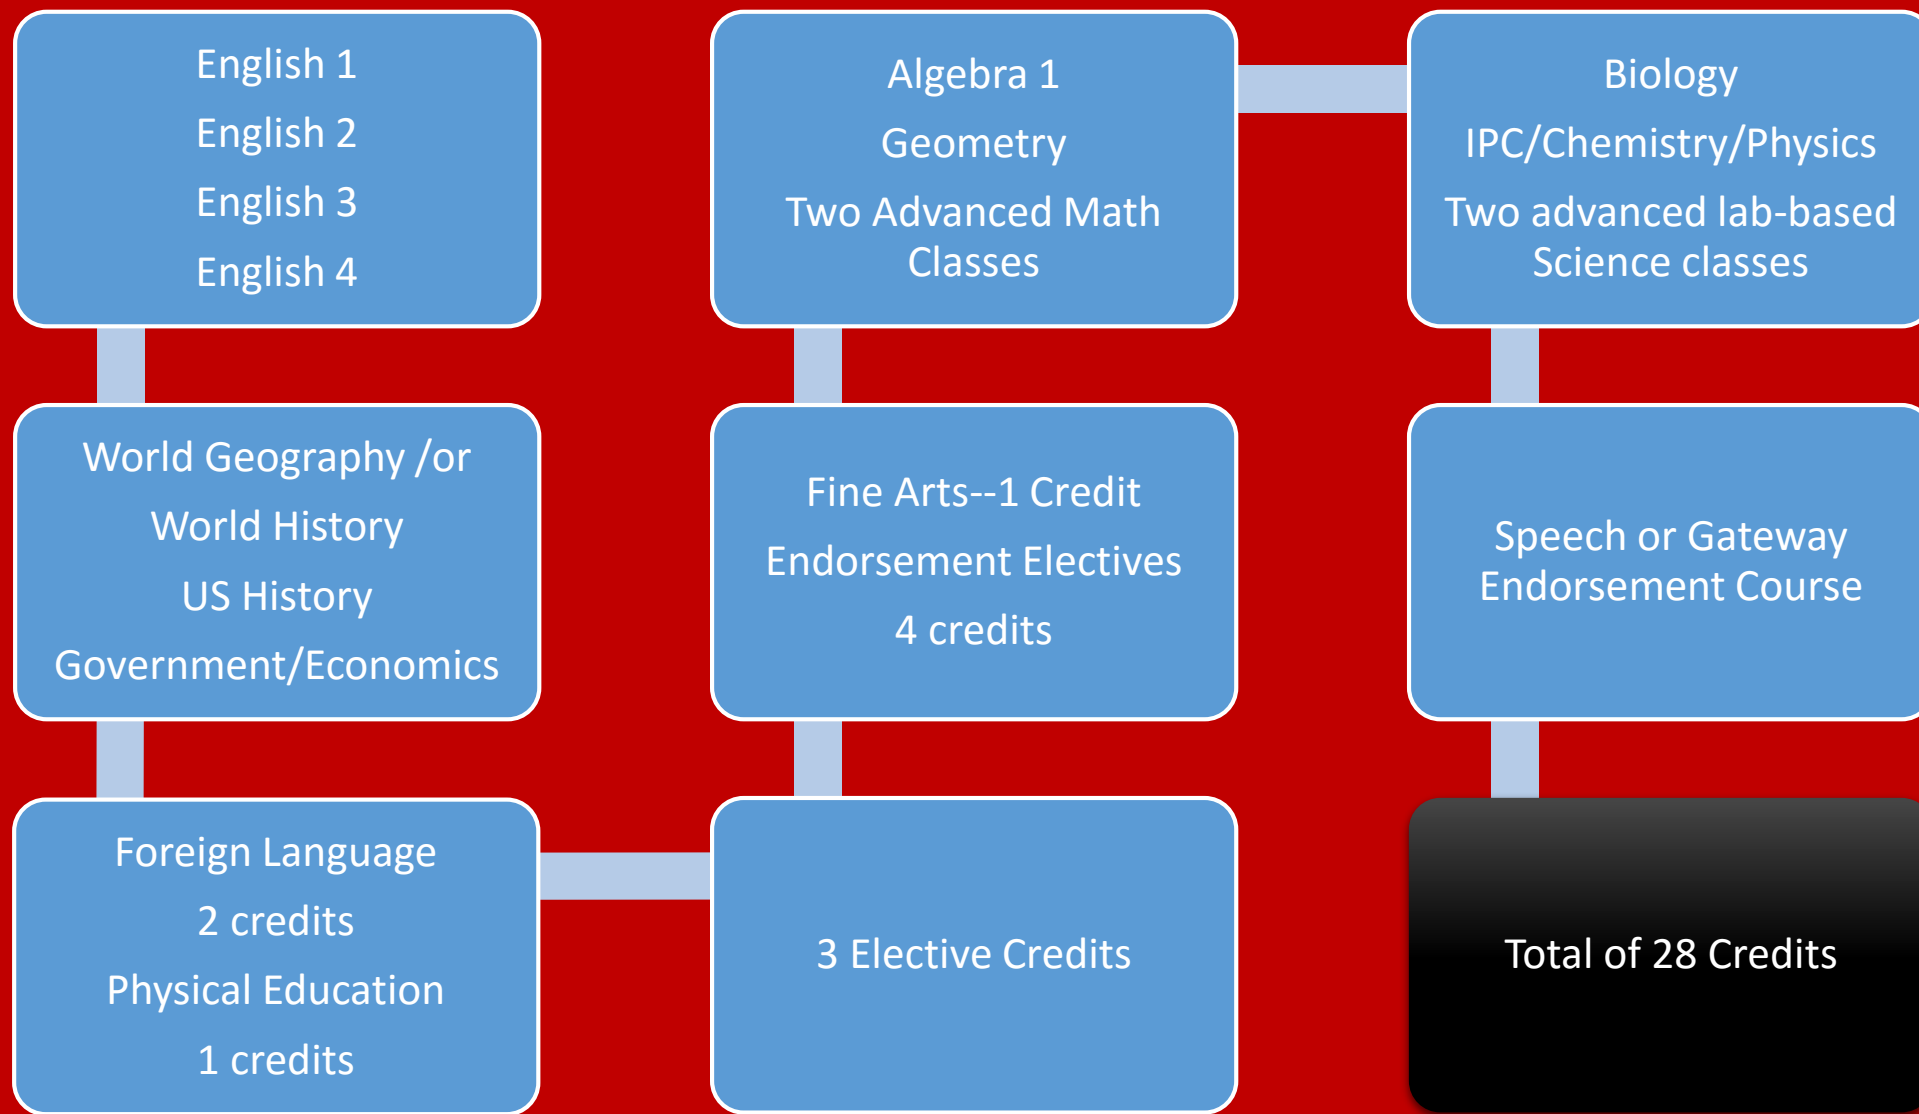 English 1
English 2
English 3
English 4
World Geography /or
World History
US History
Government/Economics
Foreign Language
2 credits
Physical Education
1 credits
3 Elective Credits
Fine Arts--1 Credit
Endorsement Electives
4 credits
Algebra 1
Geometry
Two Advanced Math
Classes
Biology
IPC/Chemistry/Physics
Two advanced lab-based
Science classes
Speech or Gateway
Endorsement Course
Total of 28 Credits